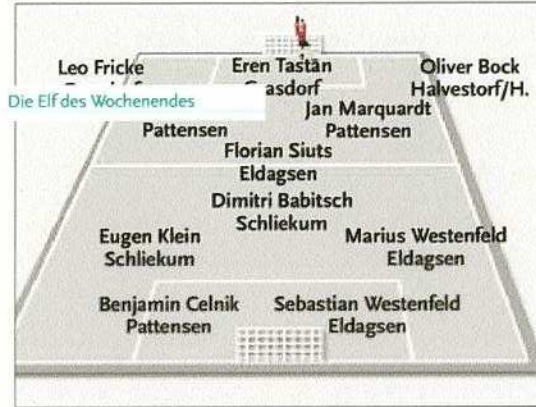 Leo Fricke
Eren Tastan
Oliver Bock
Halvestorf/H.
Die Elf des Wochenendes
Jan Marquardt
Pattensen
Pattensen
Florian Siuts
Eldagsen
Dimitri Babitsch
Schliekum
Eugen Klein
Schliekum
Marius Westenfeld
Eldagsen
Benjamin Celnik
Pattensen
Sebastian Westenfeld
Eldagsen